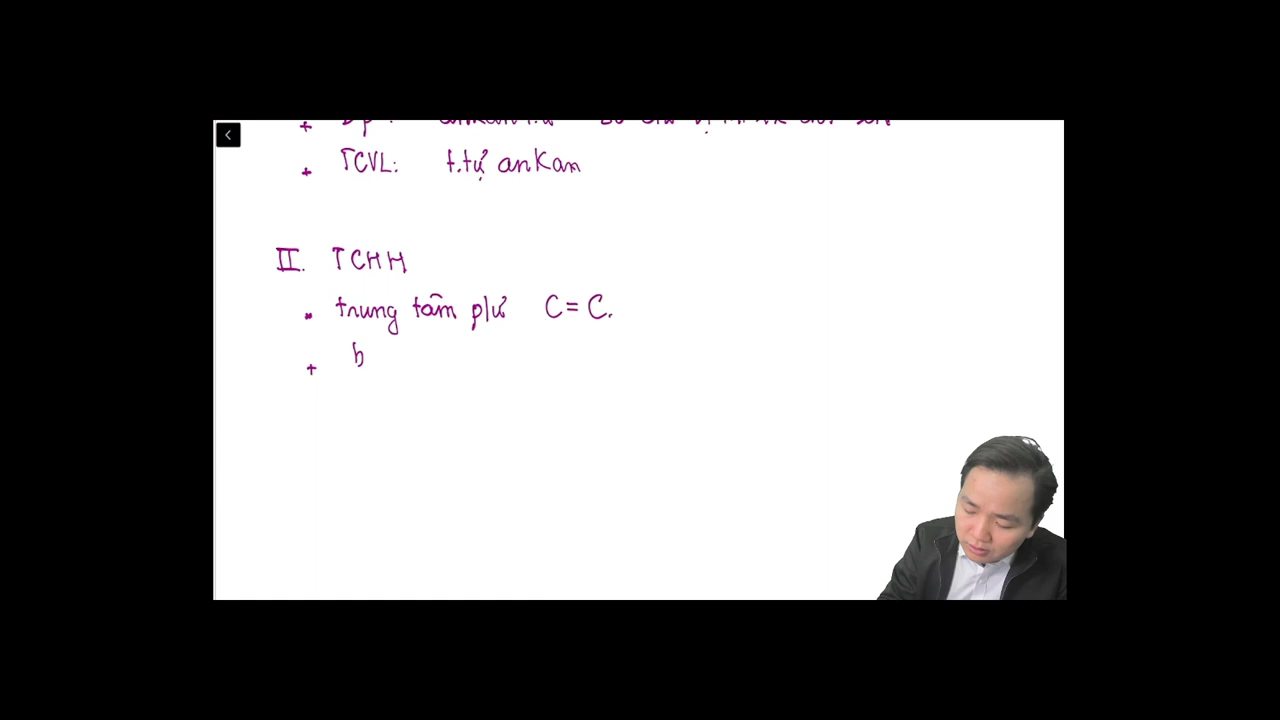 + TCVL: t.tự anKan
II. TCHH
* trung tâm p/ư C = C.
+ b